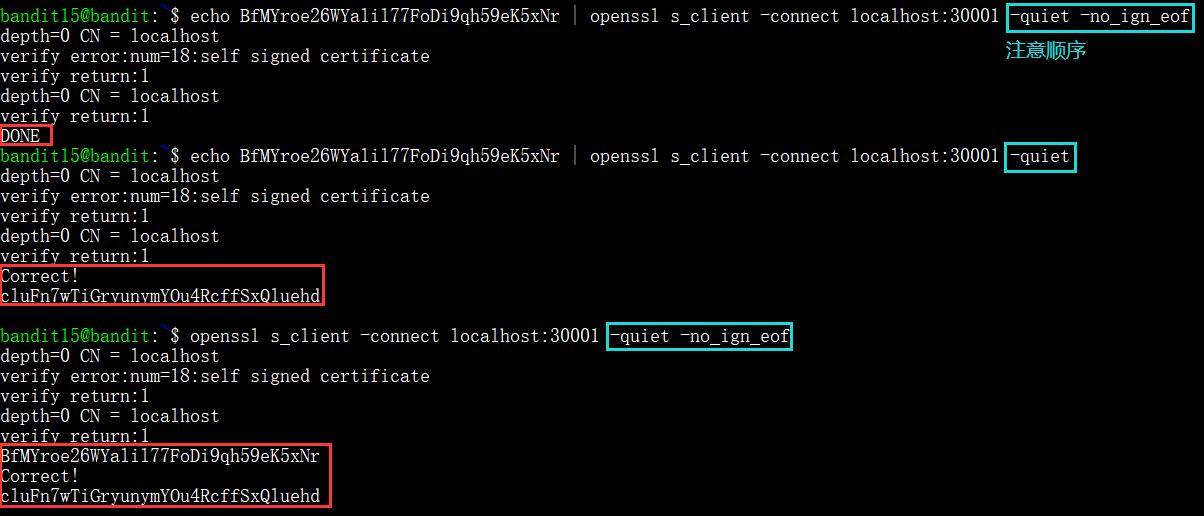 bandit15@bandit:~$ echo BfMYroe26WYalil77FoDi9qh59eK5xNr | openssl s_client -connect localhost:30001 -quiet -no_ign_eof
注意顺序
depth=0 CN = localhost
verify error:num=18:self signed certificate
verify return:1
depth=0 CN = localhost
verify return:1
DONE
bandit15@bandit:~$ echo BfMYroe26WYalil77FoDi9qh59eK5xNr | openssl s_client -connect localhost:30001 -quiet
depth=0 CN = localhost
verify error:num=18:self signed certificate
verify return:1
depth=0 CN = localhost
verify return:1
Correct!
cluFn7wTiGryunymYOu4RcffSxQluehd
bandit15@bandit:~$ openssl s_client -connect localhost:30001 -quiet -no_ign_eof
depth=0 CN = localhost
verify error:num=18:self signed certificate
verify return:1
depth=0 CN = localhost
verify return:1
BfMYroe26WYalil77FoDi9qh59eK5xNr
Correct!
cluFn7wTiGryunymYOu4RcffSxQluehd